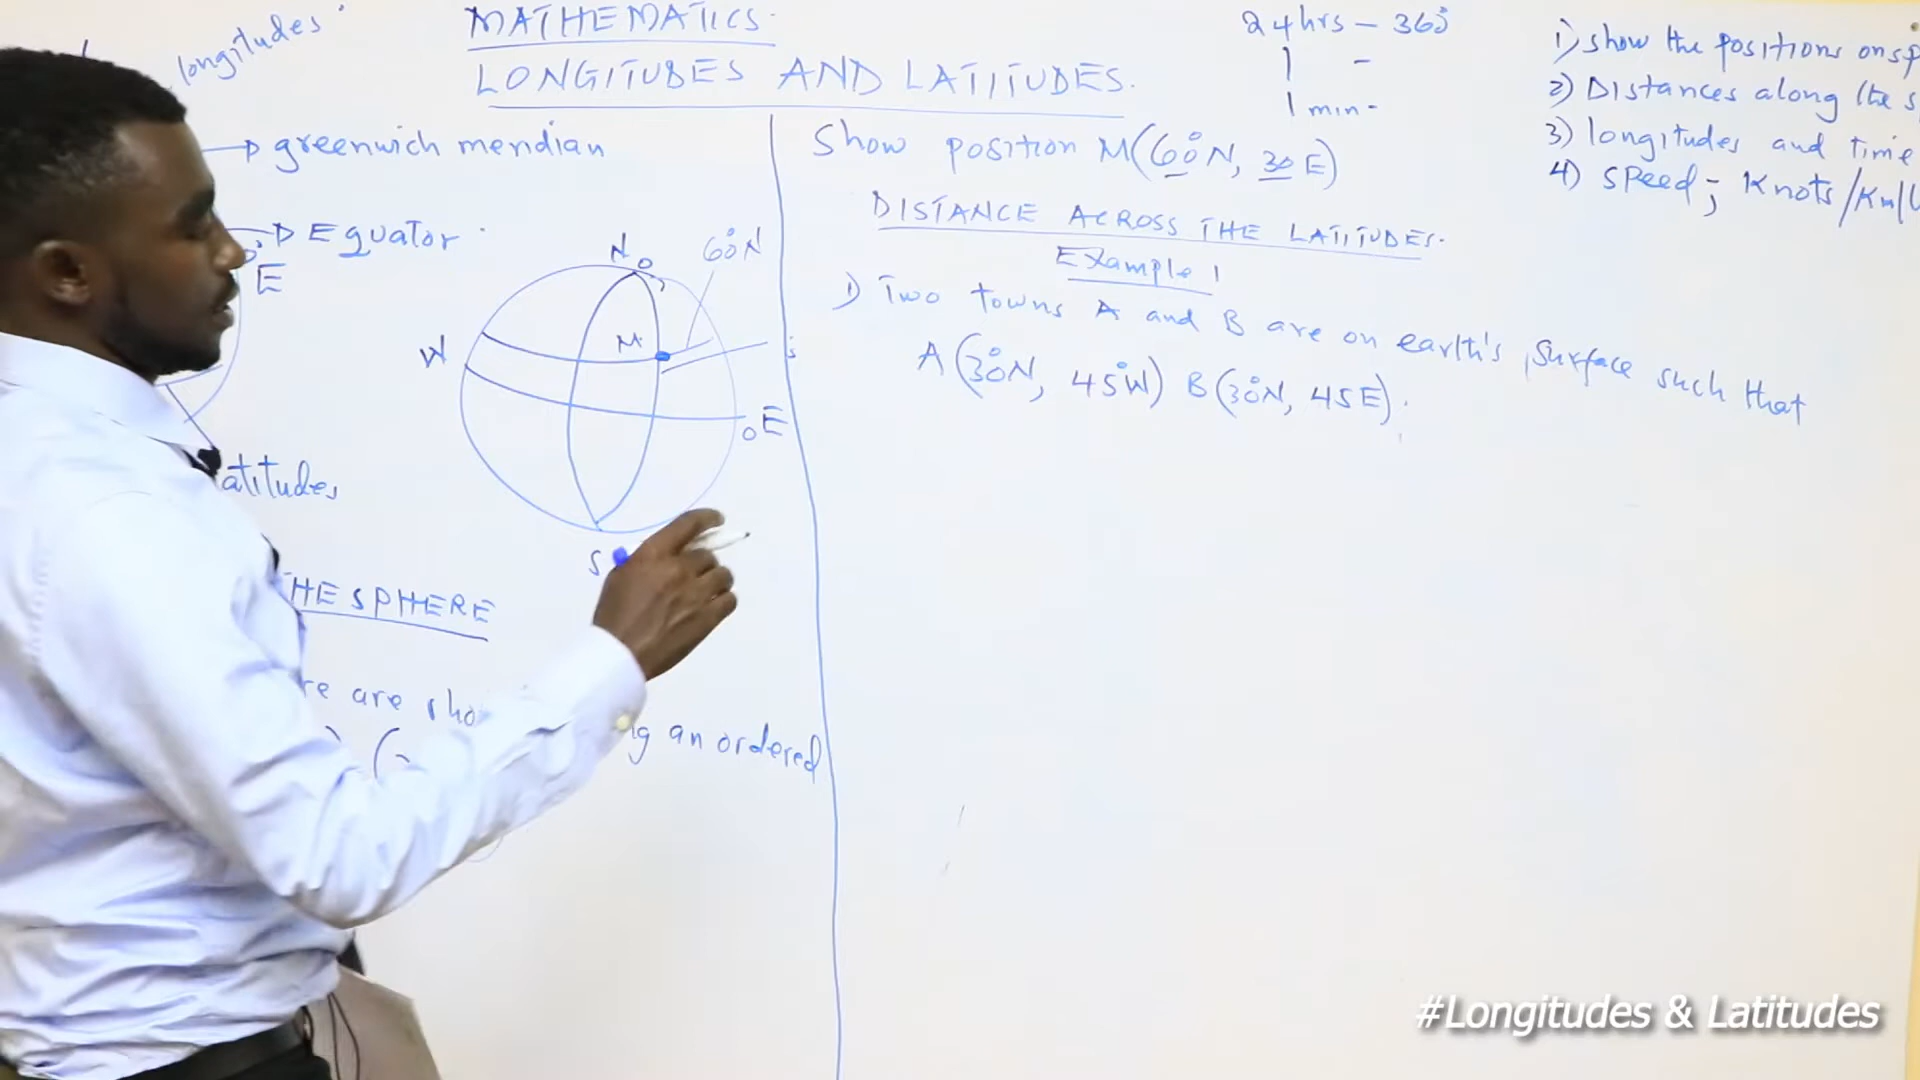 longitudes
MATHEMATICS.
LONGITUDES AND LATITUDES.
greenwich meridian
Equator
E
N
60°N
W
M
E
S
atitudes
HE SPHERE
re are sho
g an ordered
24hrs - 360°
1 -
1 min -
Show position M(60°N, 30 E)
DISTANCE ACROSS THE LATITUDES.
Example 1
1) Two towns A and B are on earth's surface such that
A(30°N, 45°W) B(30°N, 45E).
1) show the positions on sp
2) Distances along the s
3) longitudes and time
4) speed; Knots/Km/
#Longitudes & Latitudes